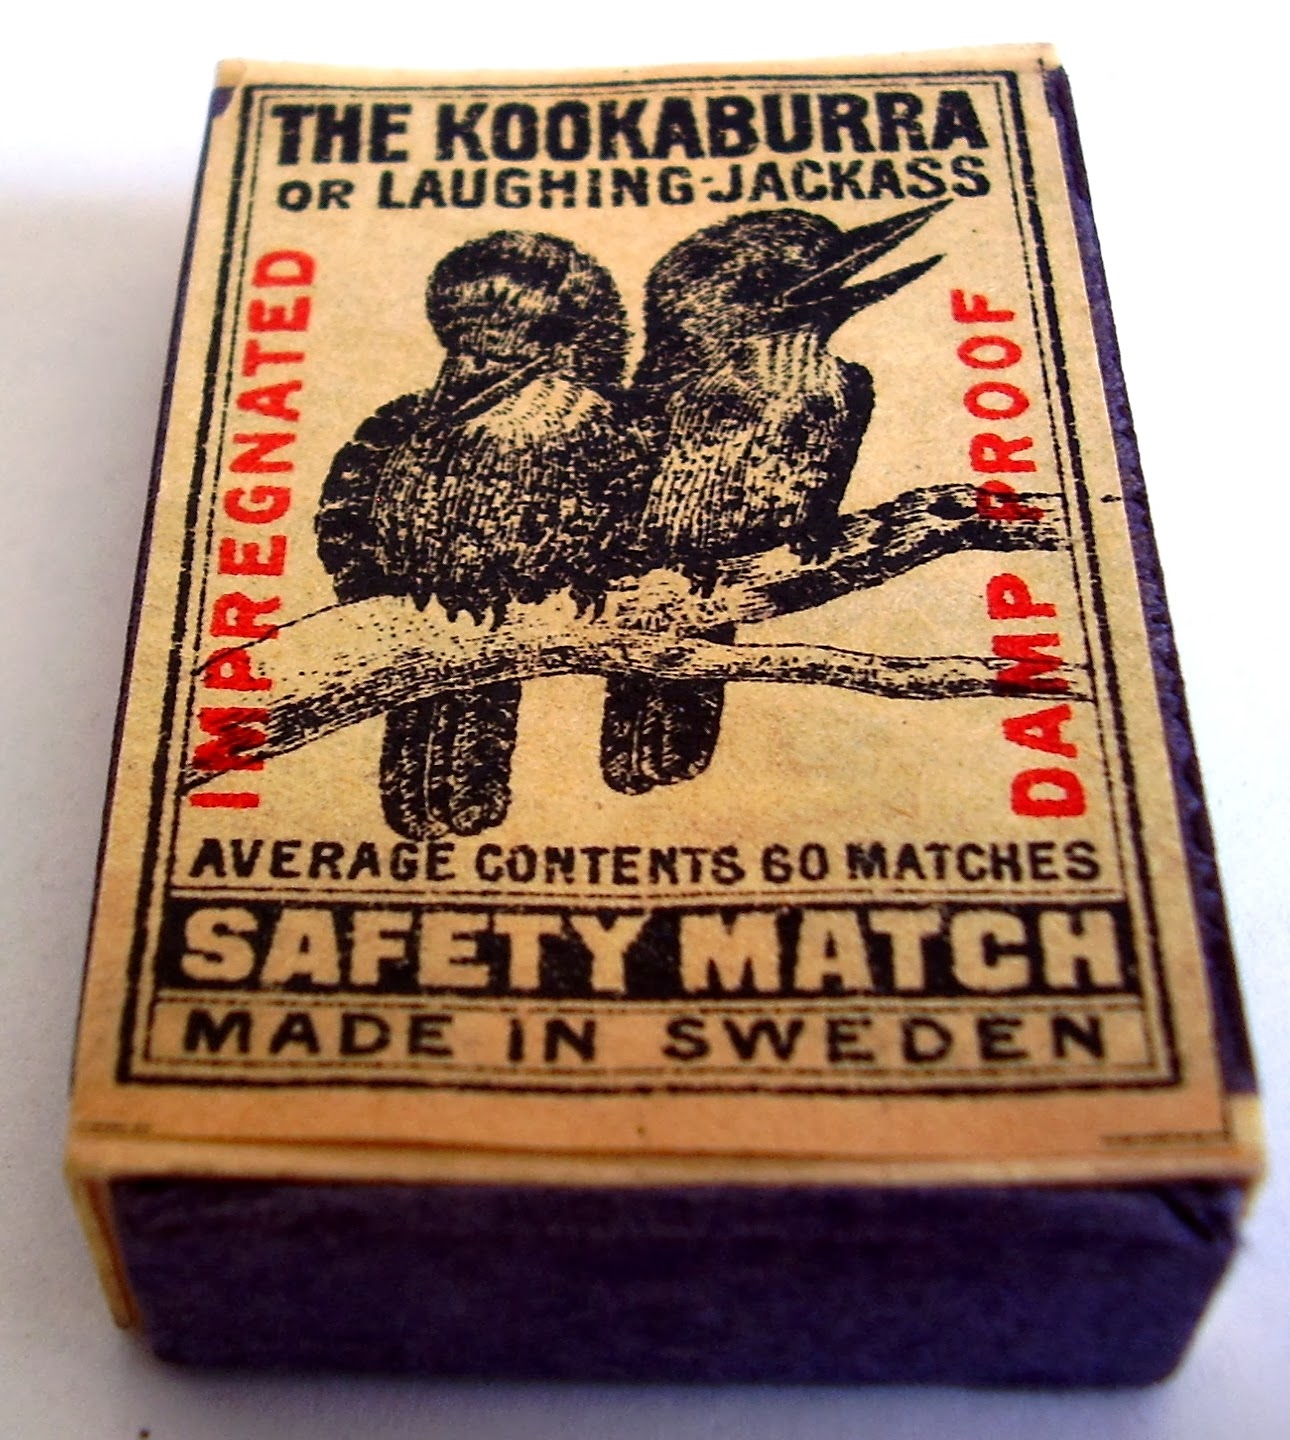 THE KOOKABURRA
OR LAUGHING-JACKASS
IMPREGNATED
DAMP PROOF
AVERAGE CONTENTS 60 MATCHES
SAFETY MATCH
MADE IN SWEDEN